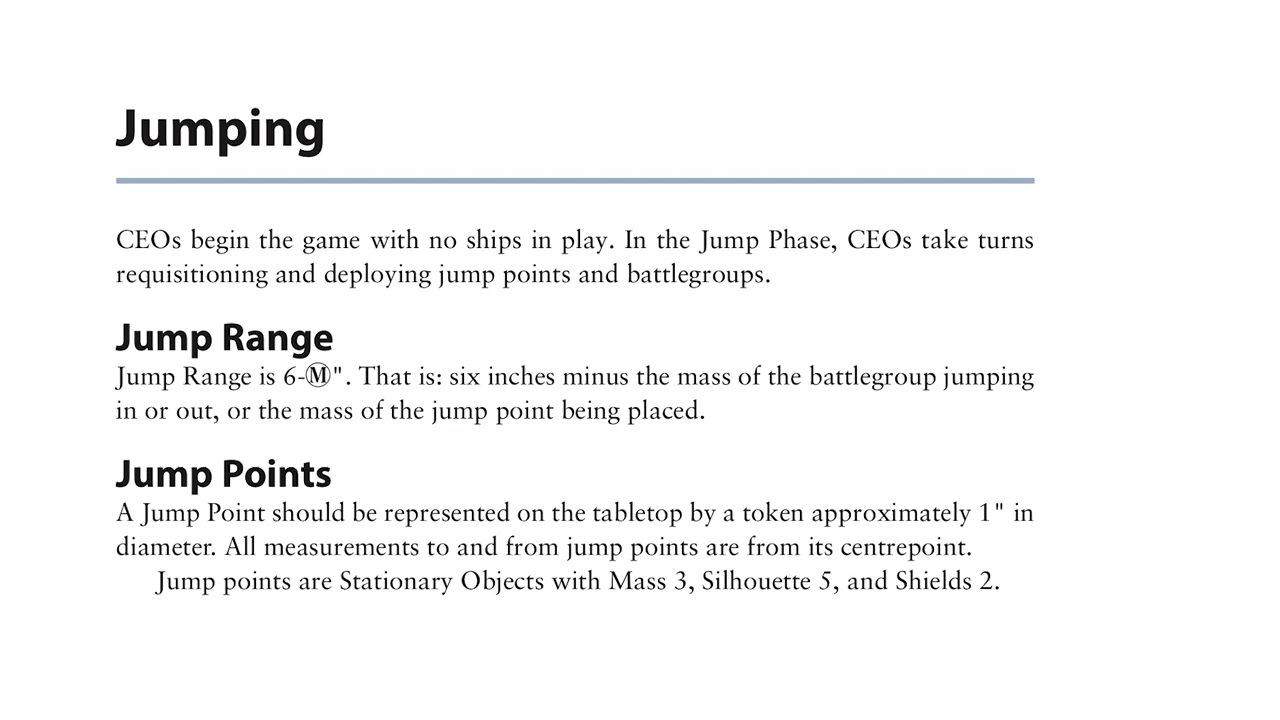 Jumping
CEOs begin the game with no ships in play. In the Jump Phase, CEOs take turns
requisitioning and deploying jump points and battlegroups.
Jump Range
Jump Range is 6-Ⓜ". That is: six inches minus the mass of the battlegroup jumping
in or out, or the mass of the jump point being placed.
Jump Points
A Jump Point should be represented on the tabletop by a token approximately 1" in
diameter. All measurements to and from jump points are from its centrepoint.
Jump points are Stationary Objects with Mass 3, Silhouette 5, and Shields 2.